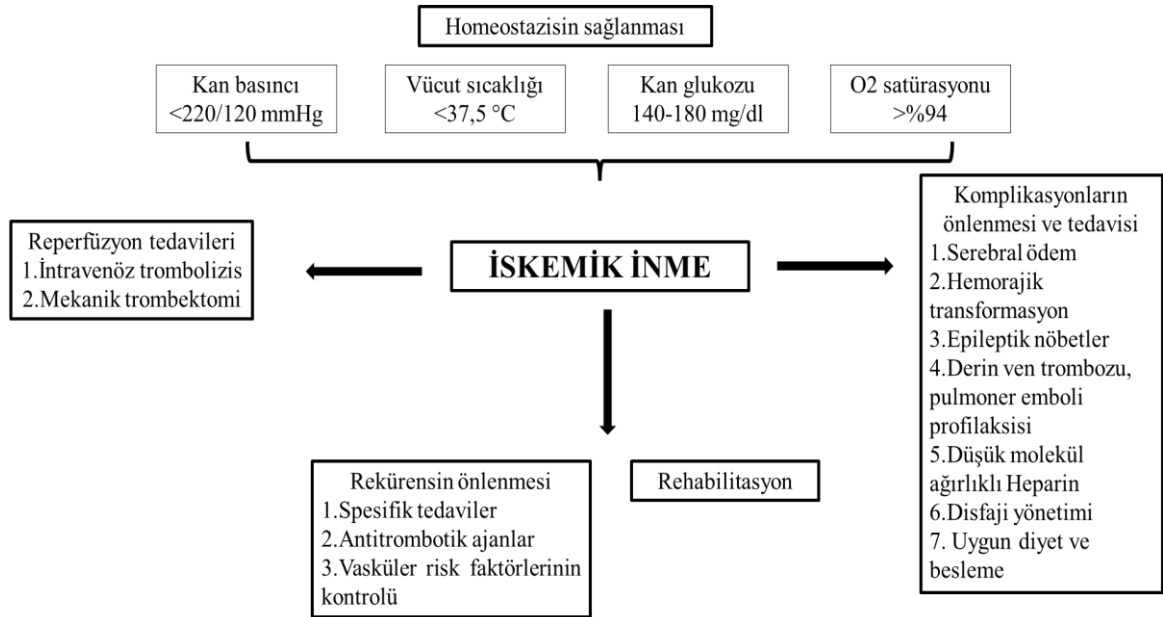 Homeostazisin sağlanması
Kan basıncı
<220/120 mmHg
Vücut sıcaklığı
<37,5 °C
Kan glukozu
140-180 mg/dl
O2 satürasyonu
>%94
Reperfüzyon tedavileri
1.İntravenöz trombolizis
2.Mekanik trombektomi
İSKEMİK İNME
Komplikasyonların
önlenmesi ve tedavisi
1.Serebral ödem
2.Hemorajik
transformasyon
3.Epileptik nöbetler
4.Derin ven trombozu,
pulmoner emboli
profilaksisi
5.Düşük molekül
ağırlıklı Heparin
6.Disfaji yönetimi
7. Uygun diyet ve
besleme
Rekürensin önlenmesi
1.Spesifik tedaviler
2.Antitrombotik ajanlar
3.Vasküler risk faktörlerinin
kontrolü
Rehabilitasyon